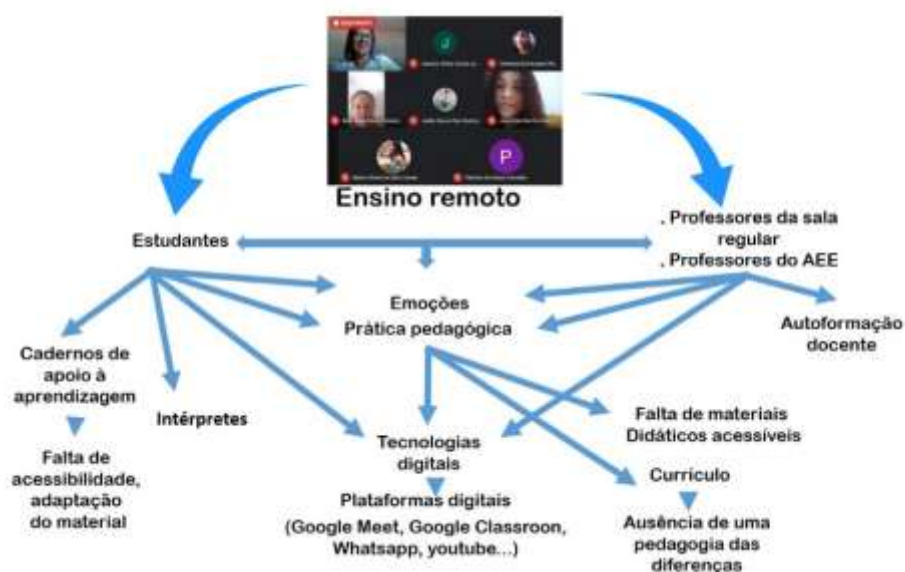 J
P
Ensino remoto
Estudantes
. Professores da sala
regular
. Professores do AEE
Emoções
Prática pedagógica
Autoformação
docente
Cadernos de
apoio à
aprendizagem
Intérpretes
Falta de materiais
Didáticos acessíveis
Tecnologias
digitais
Falta de
acessibilidade,
adaptação
do material
Currículo
Plataformas digitais
(Google Meet, Google Classroon,
Whatsapp, youtube...)
Ausência de uma
pedagogia das
diferenças